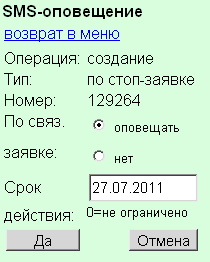 SMS-оповещение
возврат в меню
Операция: создание
Тип: по стоп-заявке
Номер: 129264
По связ. заявке: оповещать
нет
Срок действия: 27.07.2011
0=не ограничено
Да Отмена